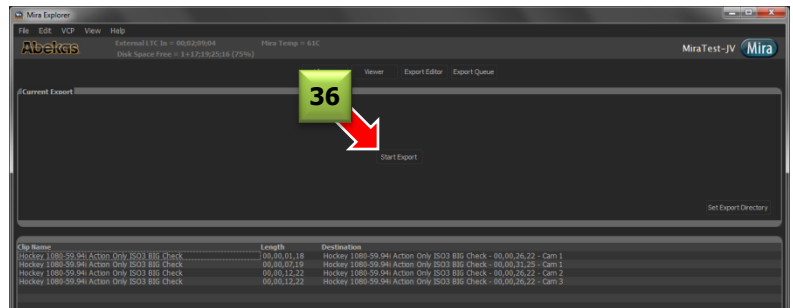 Mira Explorer
File Edit VCP View Help
Abekas
External LTC In = 00;02;09;04 Mira Temp = 61C
Disk Space Free = 1+17;19;25;16 (75%)
MiraTest-JV Mira
Viewer Export Editor Export Queue
Current Export
36
Start Export
Set Export Directory
Clip Name Length Destination
Hockey 1080-59.94i Action Only ISO3 BIG Check 00,00,01,18 Hockey 1080-59.94i Action Only ISO3 BIG Check - 00,00,26,22 - Cam 1
Hockey 1080-59.94i Action Only ISO3 BIG Check 00,00,07,19 Hockey 1080-59.94i Action Only ISO3 BIG Check - 00,00,31,25 - Cam 1
Hockey 1080-59.94i Action Only ISO3 BIG Check 00,00,12,22 Hockey 1080-59.94i Action Only ISO3 BIG Check - 00,00,26,22 - Cam 2
Hockey 1080-59.94i Action Only ISO3 BIG Check 00,00,12,22 Hockey 1080-59.94i Action Only ISO3 BIG Check - 00,00,26,22 - Cam 3